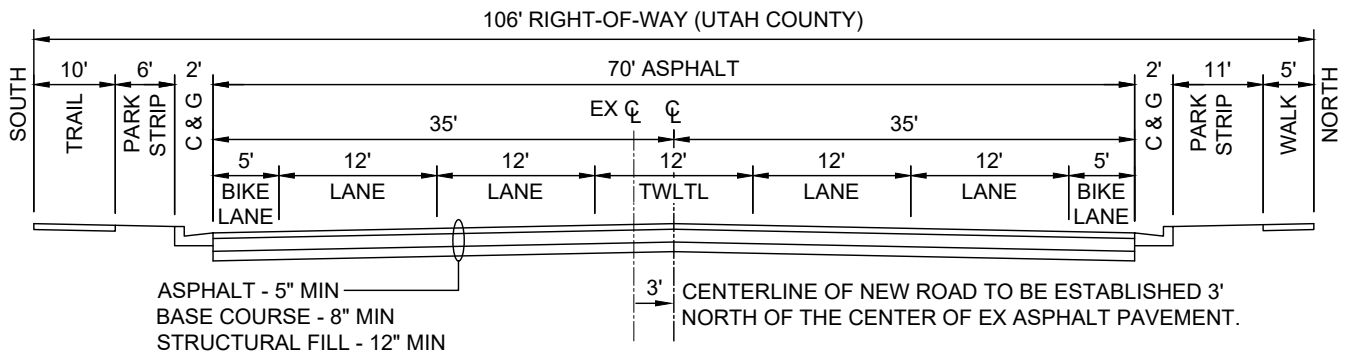 106' RIGHT-OF-WAY (UTAH COUNTY)
SOUTH
10'
6'
2'
70' ASPHALT
2'
11'
5'
NORTH
TRAIL
PARK
STRIP
C & G
EX ℄
℄
C & G
PARK
STRIP
WALK
35'
35'
5'
12'
12'
12'
12'
12'
5'
BIKE
LANE
LANE
LANE
TWLTL
LANE
LANE
BIKE
LANE
ASPHALT - 5" MIN
BASE COURSE - 8" MIN
STRUCTURAL FILL - 12" MIN
3'
CENTERLINE OF NEW ROAD TO BE ESTABLISHED 3'
NORTH OF THE CENTER OF EX ASPHALT PAVEMENT.